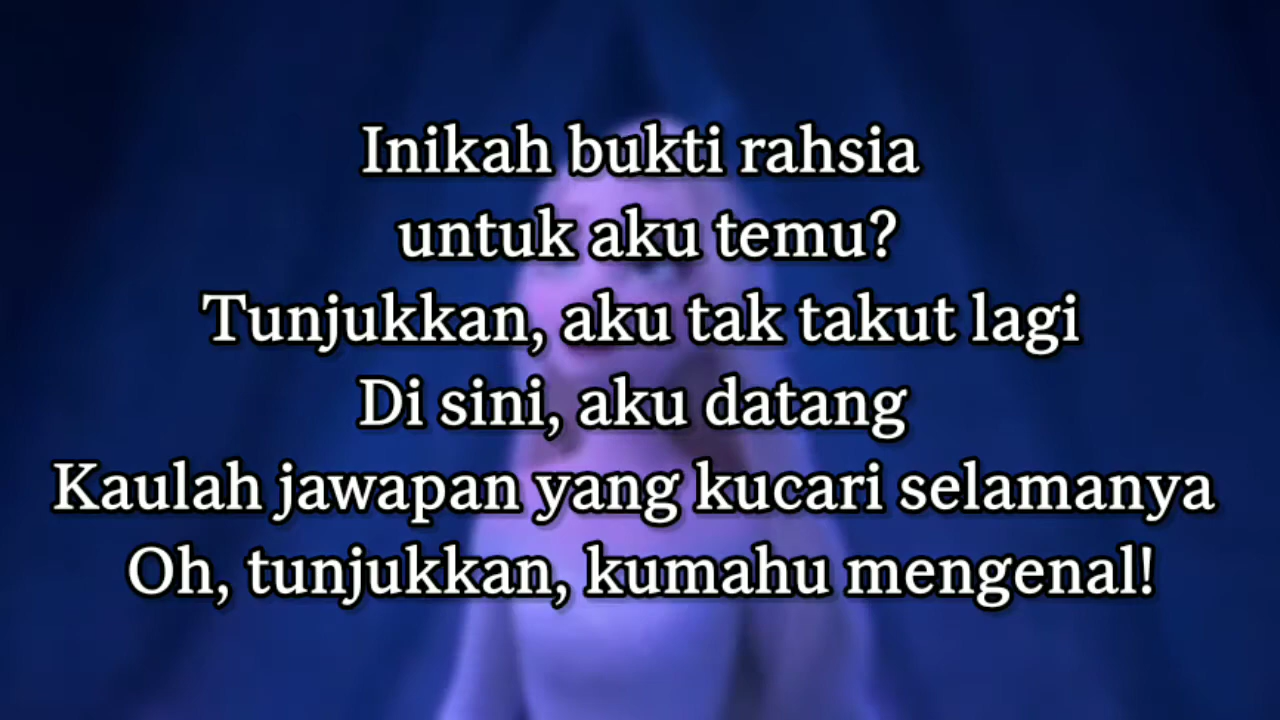 Inikah bukti rahsia
untuk aku temu?
Tunjukkan, aku tak takut lagi
Di sini, aku datang
Kaulah jawapan yang kucari selamanya
Oh, tunjukkan, kumahu mengenal!